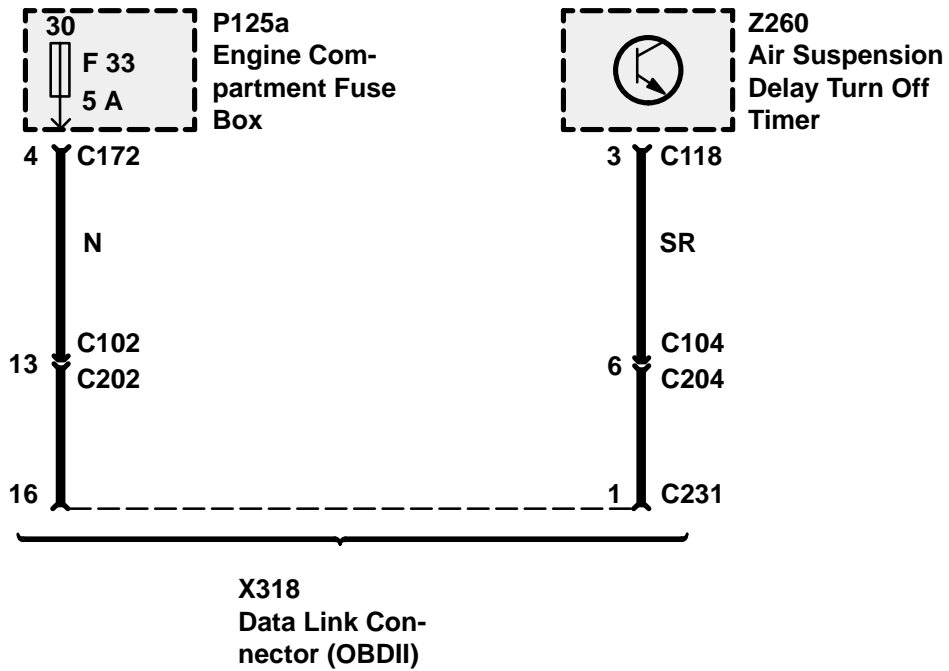 30
F 33
5 A
P125a
Engine Com-
partment Fuse
Box
Z260
Air Suspension
Delay Turn Off
Timer
4 C172
3 C118
N
SR
C102
13
C202
C104
6
C204
16
1 C231
X318
Data Link Con-
nector (OBDII)